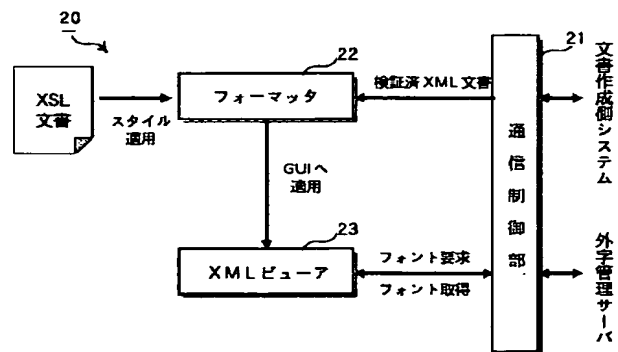 20
XSL
文書
スタイル
適用
22
フォーマッタ
検証済XML文書
GUIへ
適用
23
XMLビューア
フォント要求
フォント取得
21
通信制御部
文書作成側システム
外字管理サーバ